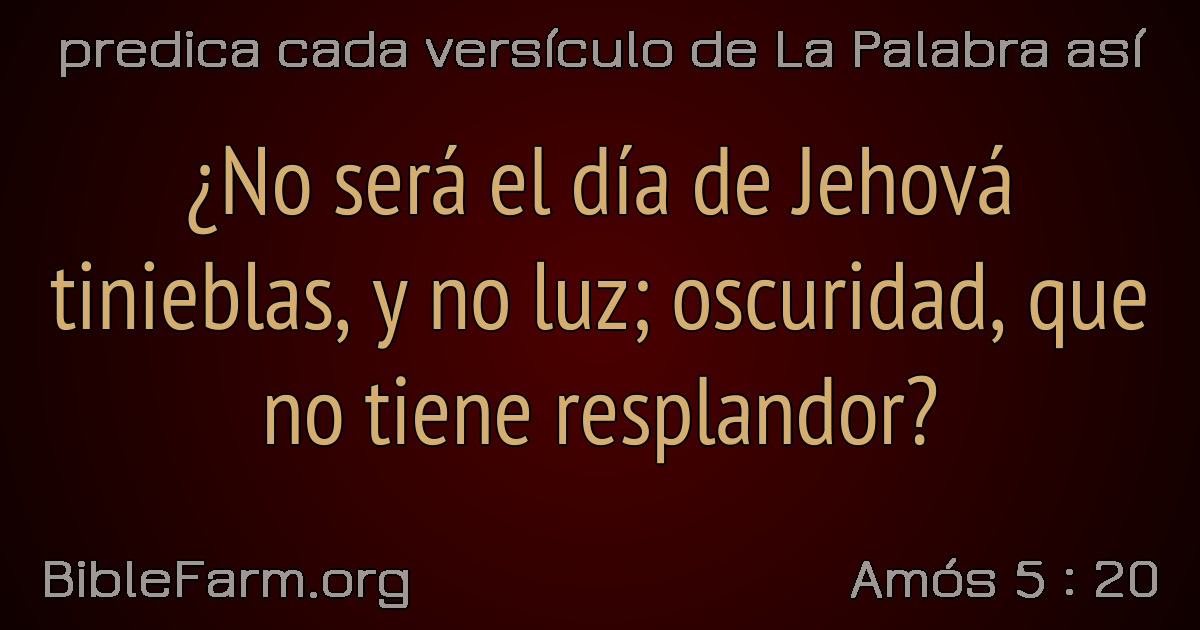 predica cada versículo de La Palabra así
¿No será el día de Jehová
tinieblas, y no luz; oscuridad, que
no tiene resplandor?
BibleFarm.org
Amós 5 : 20